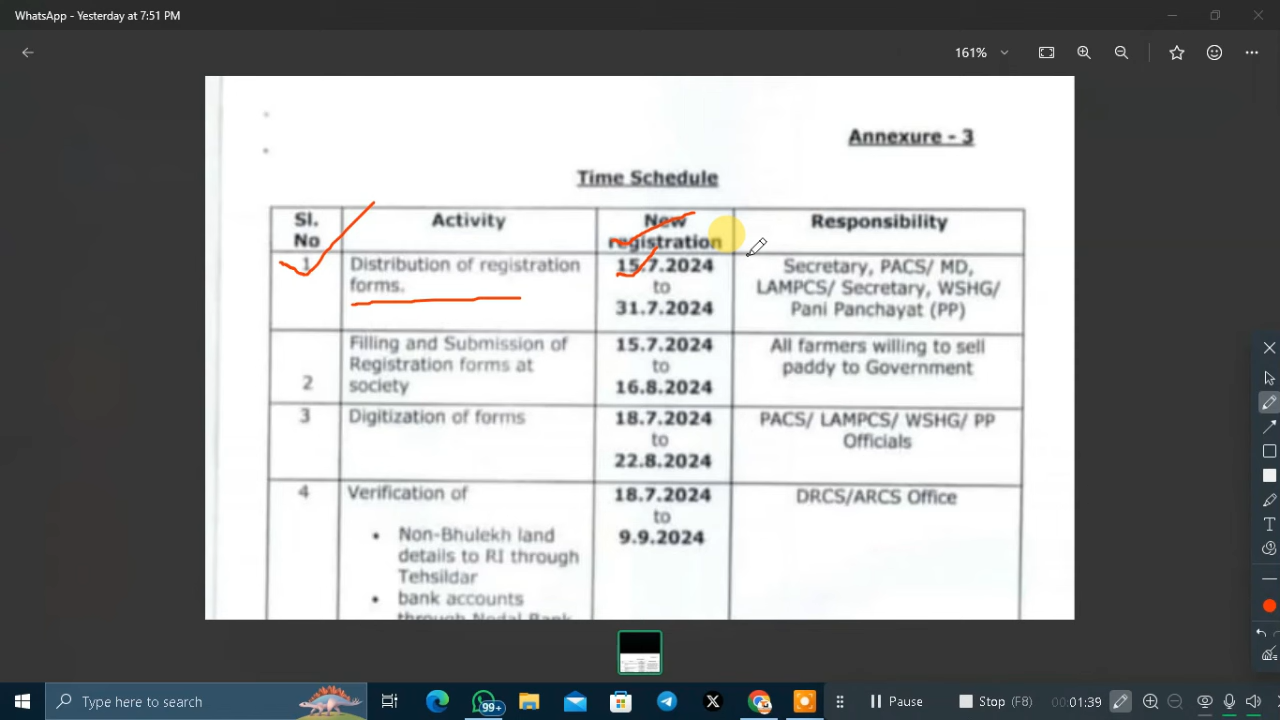 WhatsApp - Yesterday at 7:51 PM
161%
Annexure - 3
Time Schedule
Sl. No
Activity
New registration
Responsibility
1
Distribution of registration forms.
15.7.2024
to
31.7.2024
Secretary, PACS/ MD,
LAMPCS/ Secretary, WSHG/
Pani Panchayat (PP)
2
Filling and Submission of
Registration forms at
society
15.7.2024
to
16.8.2024
All farmers willing to sell
paddy to Government
3
Digitization of forms
18.7.2024
to
22.8.2024
PACS/ LAMPCS/ WSHG/ PP
Officials
4
Verification of
18.7.2024
to
9.9.2024
DRCS/ARCS Office
• Non-Bhulekh land
details to RI through
Tehsildar
• bank accounts
through Nodal Bank
Type here to search
99+
Pause
Stop (F8)
00:01:39